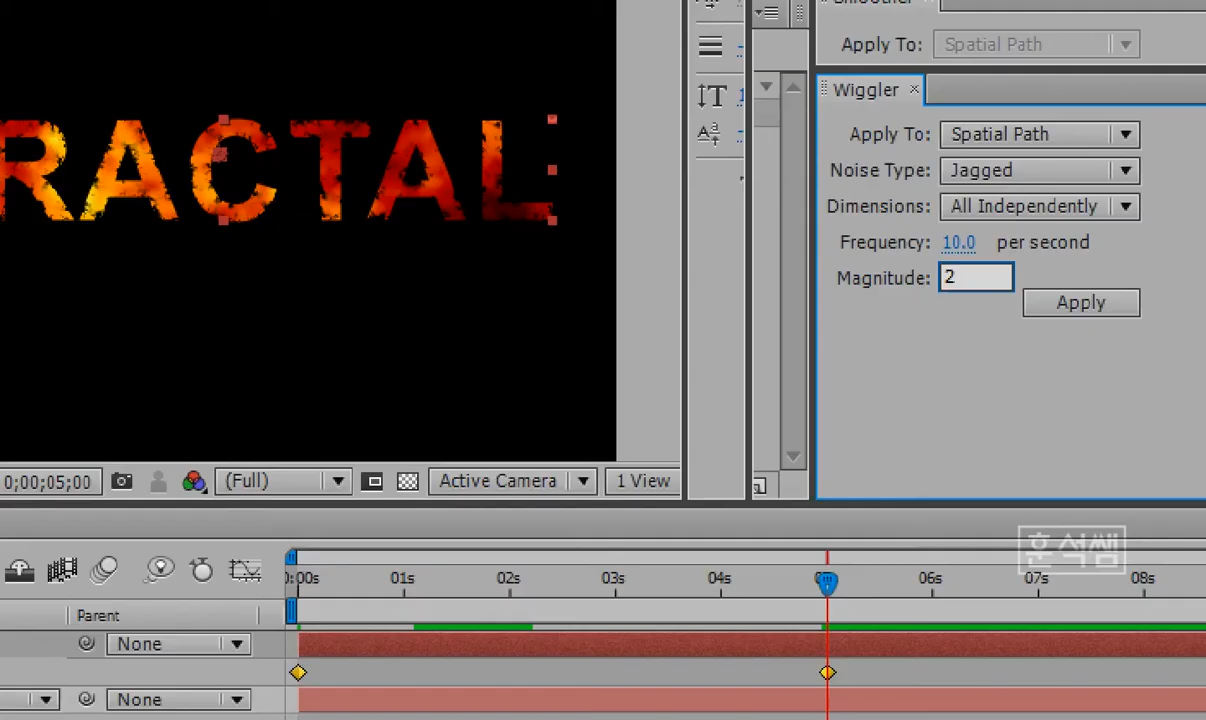 Smoother
Apply To: Spatial Path
Wiggler ×
Apply To: Spatial Path
Noise Type: Jagged
Dimensions: All Independently
Frequency: 10.0 per second
Magnitude: 2
Apply
RACTAL
0;00;05;00
(Full)
Active Camera
1 View
훈석쌤
0:00s 01s 02s 03s 04s 06s 07s 08s
Parent
None
None